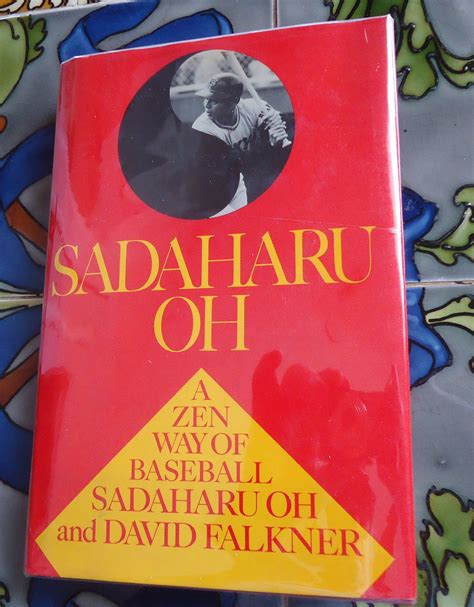 SADAHARU
OH
A
ZEN
WAY OF
BASEBALL
SADAHARU OH
and DAVID FALKNER